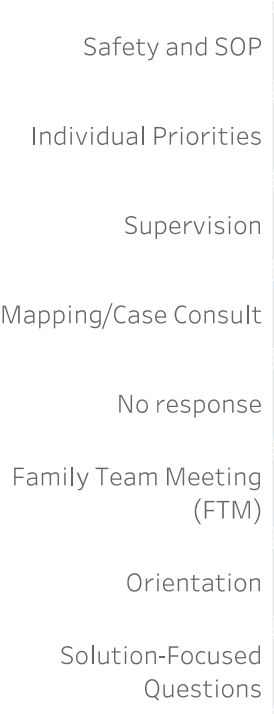 Safety and SOP
Individual Priorities
Supervision
Mapping/Case Consult
No response
Family Team Meeting
(FTM)
Orientation
Solution-Focused
Questions